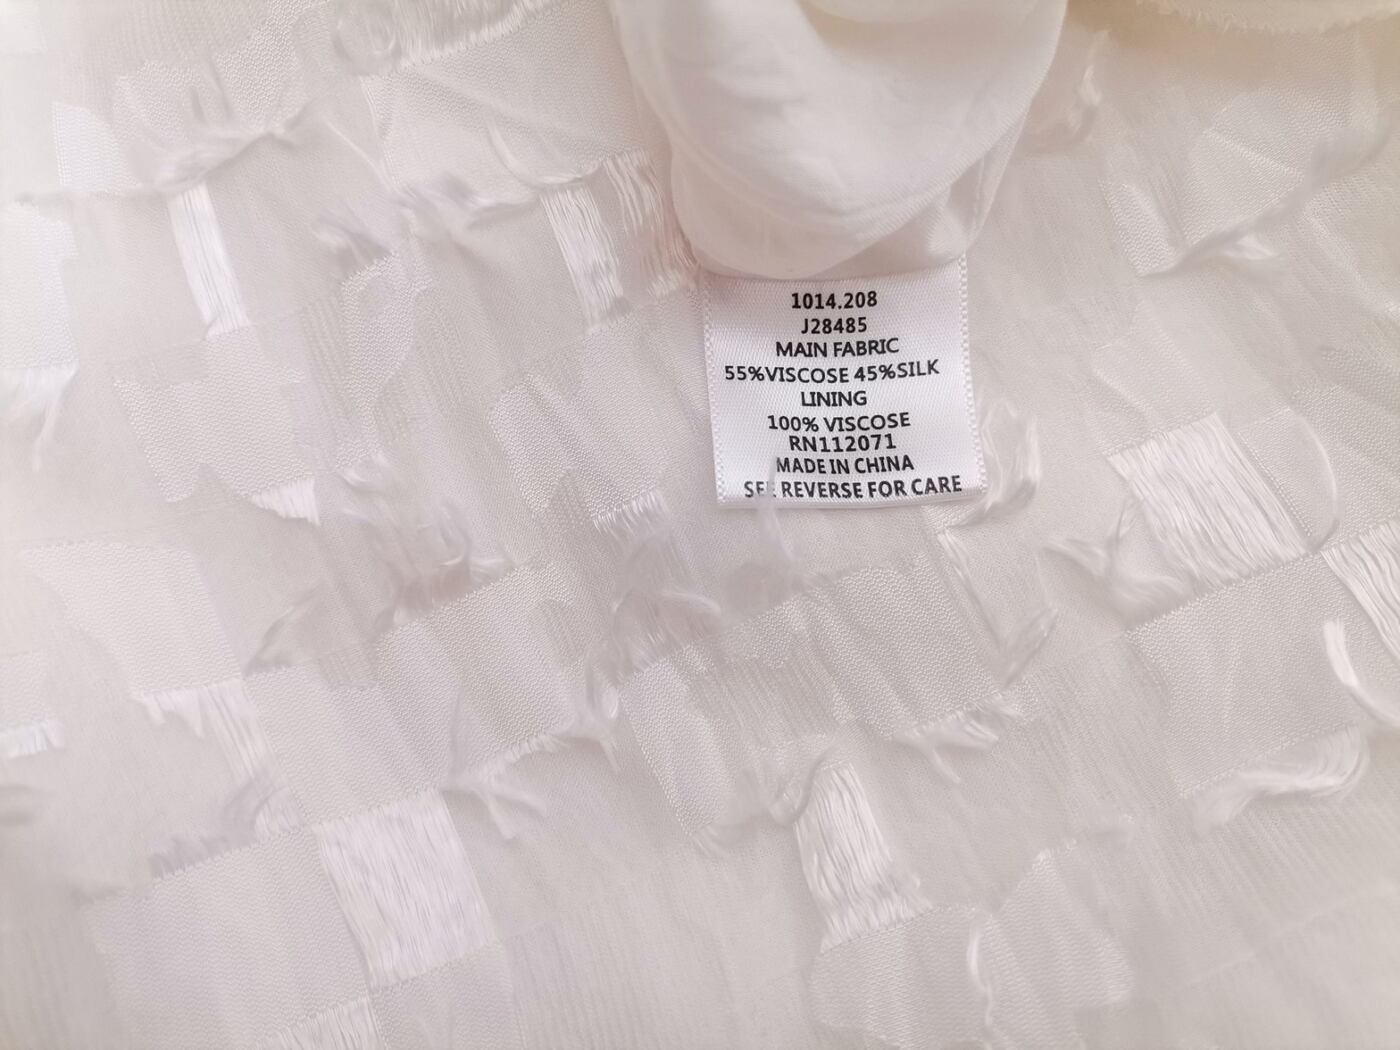 1014.208
J28485
MAIN FABRIC
55%VISCOSE 45%SILK
LINING
100% VISCOSE
RN112071
MADE IN CHINA
SEE REVERSE FOR CARE